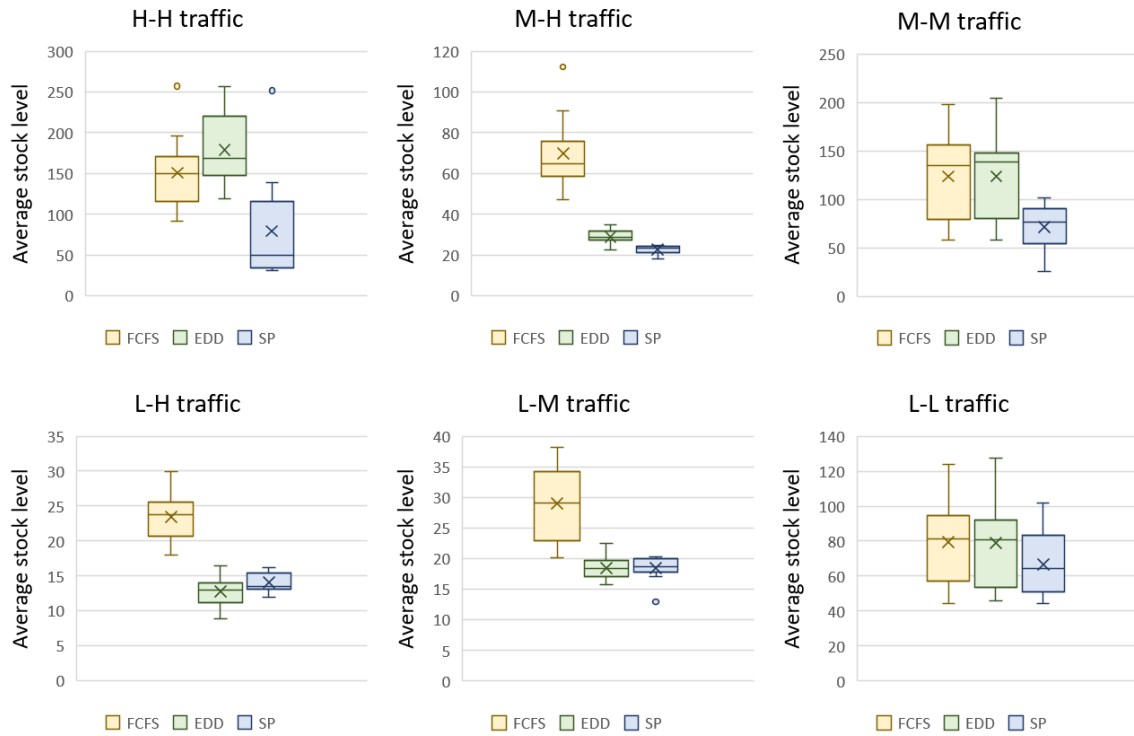 H-H traffic
Average stock level
300
250
200
150
100
50
0
FCFS EDD SP
M-H traffic
Average stock level
120
100
80
60
40
20
0
FCFS EDD SP
M-M traffic
Average stock level
250
200
150
100
50
0
FCFS EDD SP
L-H traffic
Average stock level
35
30
25
20
15
10
5
0
FCFS EDD SP
L-M traffic
Average stock level
40
35
30
25
20
15
10
5
0
FCFS EDD SP
L-L traffic
Average stock level
140
120
100
80
60
40
20
0
FCFS EDD SP